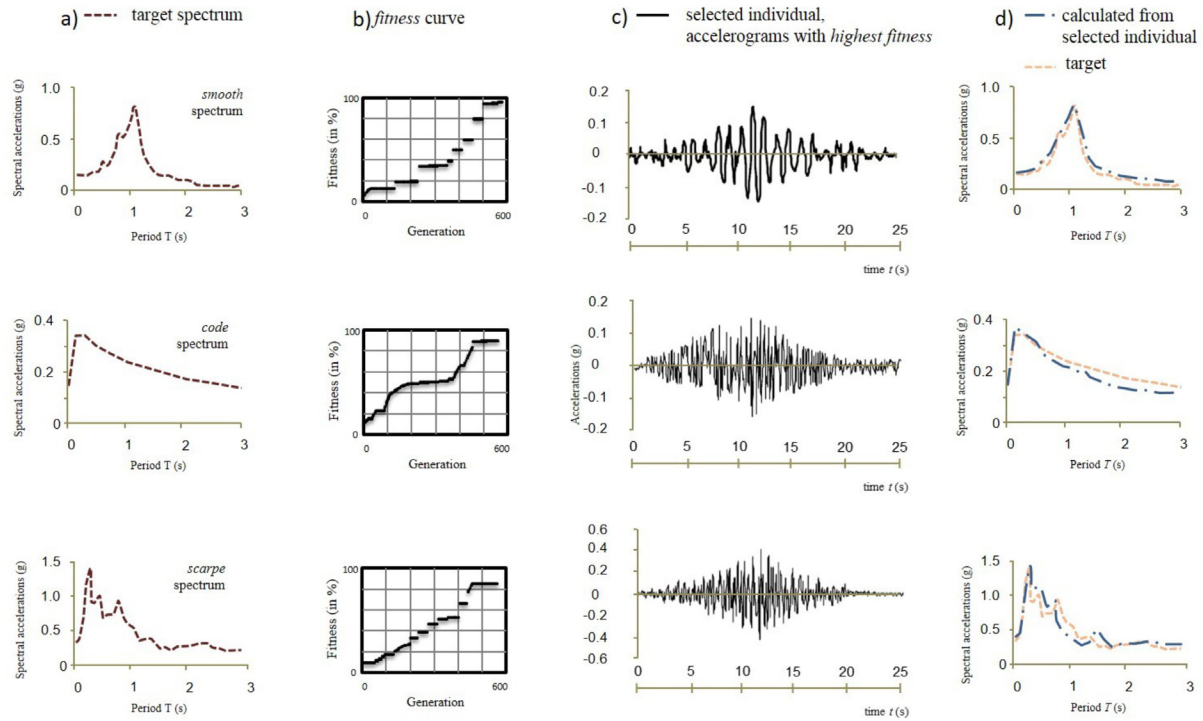 a)
target spectrum
b)
fitness curve
c)
selected individual,
accelerograms with highest fitness
d)
calculated from
selected individual
target
Spectral accelerations (g)
1.0
0.5
0
smooth
spectrum
0 1 2 3
Period T (s)
Fitness (in %)
100
0
0 600
Generation
0.2
0.1
0
-0.1
-0.2
0 5 10 15 20 25
time t (s)
Spectral accelerations (g)
1.0
0.5
0
0 1 2 3
Period T (s)
Spectral accelerations (g)
0.4
0.2
0
code
spectrum
0 1 2 3
Period T (s)
Fitness (in %)
100
0
0 600
Generation
Accelerations (g)
0.2
0.1
0
-0.1
-0.2
0 5 10 15 20 25
time t (s)
Spectral accelerations (g)
0.4
0.2
0
0 1 2 3
Period T (s)
Spectral accelerations (g)
1.5
1.0
0.5
0
scarpe
spectrum
0 1 2 3
Period T (s)
Fitness (in %)
100
0
0 600
Generation
0.6
0.4
0.2
0
-0.2
-0.4
-0.6
0 5 10 15 20 25
time t (s)
Spectral accelerations (g)
1.5
1.0
0.5
0
0 1 2 3
Period T (s)